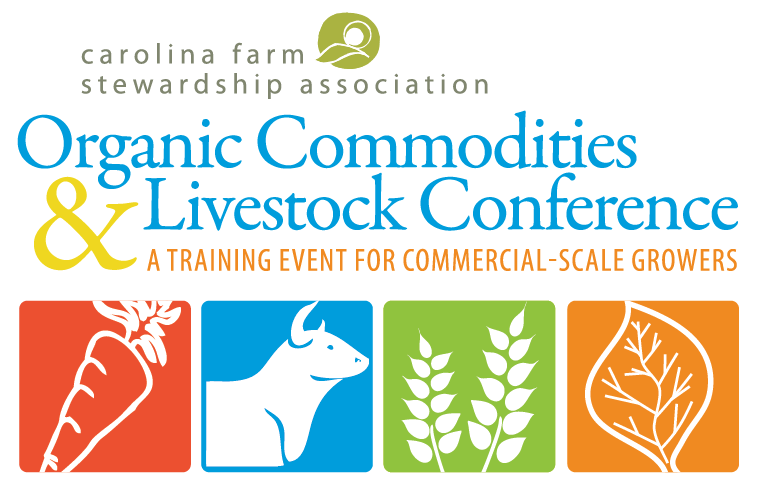 carolina farm
stewardship association
Organic Commodities
& Livestock Conference
A TRAINING EVENT FOR COMMERCIAL-SCALE GROWERS